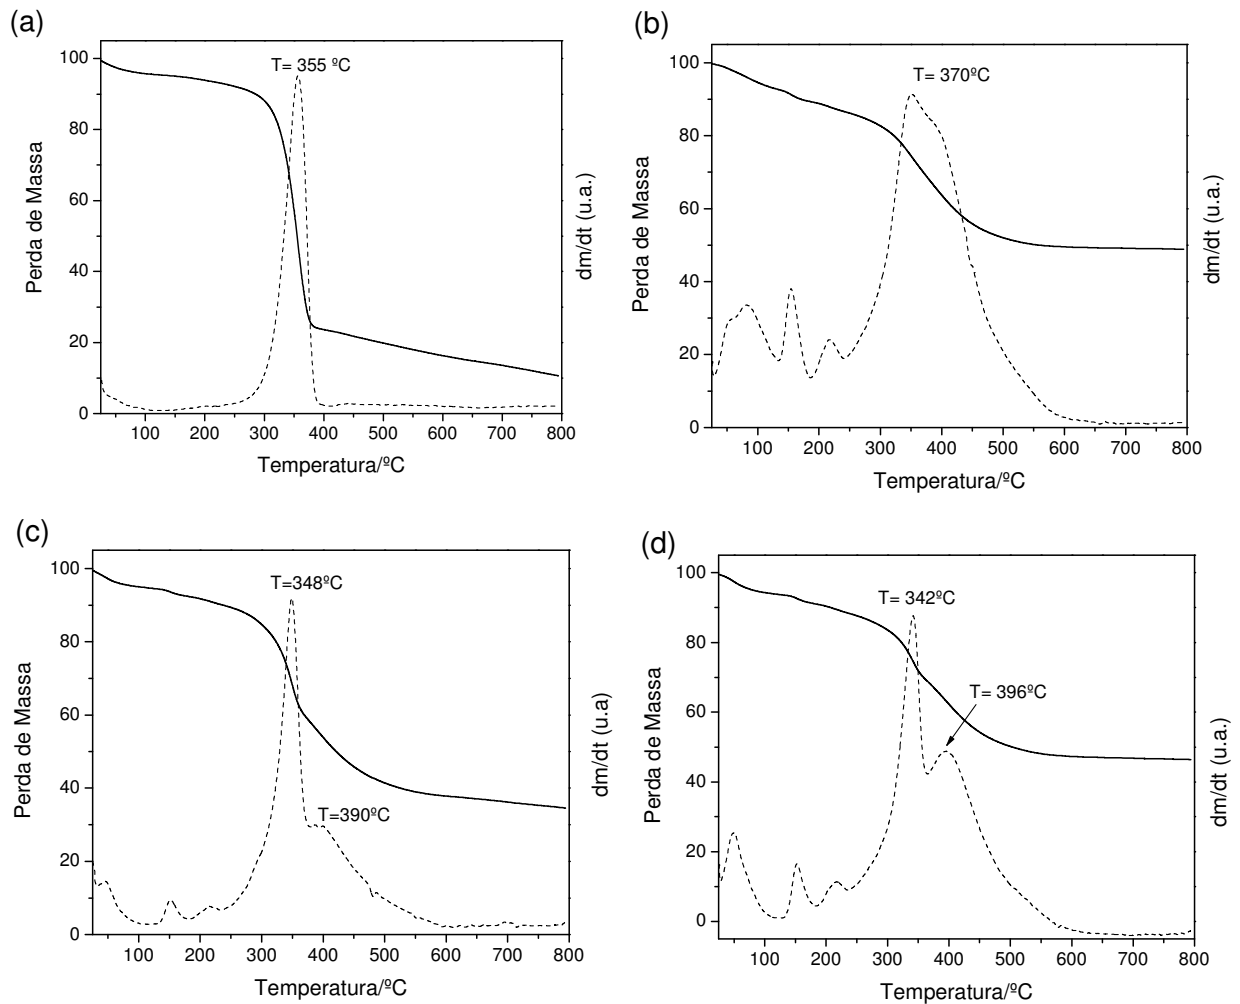 (a)
T= 355 ºC
100
80
60
40
20
0
100 200 300 400 500 600 700 800
Perda de Massa
dm/dt (u.a.)
Temperatura/ºC
(b)
T= 370ºC
100
80
60
40
20
0
100 200 300 400 500 600 700 800
Perda de Massa
dm/dt (u.a.)
Temperatura/ºC
(c)
T=348ºC
T=390ºC
100
80
60
40
20
0
0 100 200 300 400 500 600 700 800
Perda de Massa
dm/dt (u.a)
Temperatura/ºC
(d)
T= 342ºC
T= 396ºC
100
80
60
40
20
0
100 200 300 400 500 600 700 800
Perda de Massa
dm/dt (u.a.)
Temperatura/ºC